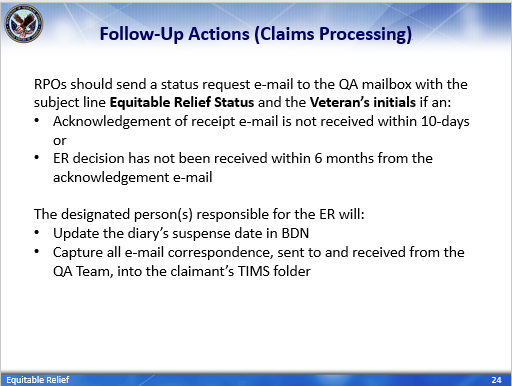 Follow-Up Actions (Claims Processing)
RPOs should send a status request e-mail to the QA mailbox with the
subject line Equitable Relief Status and the Veteran's initials if an:
• Acknowledgement of receipt e-mail is not received within 10-days
or
• ER decision has not been received within 6 months from the
acknowledgement e-mail
The designated person(s) responsible for the ER will:
• Update the diary's suspense date in BDN
• Capture all e-mail correspondence, sent to and received from the
QA Team, into the claimant's TIMS folder
Equitable Relief
24